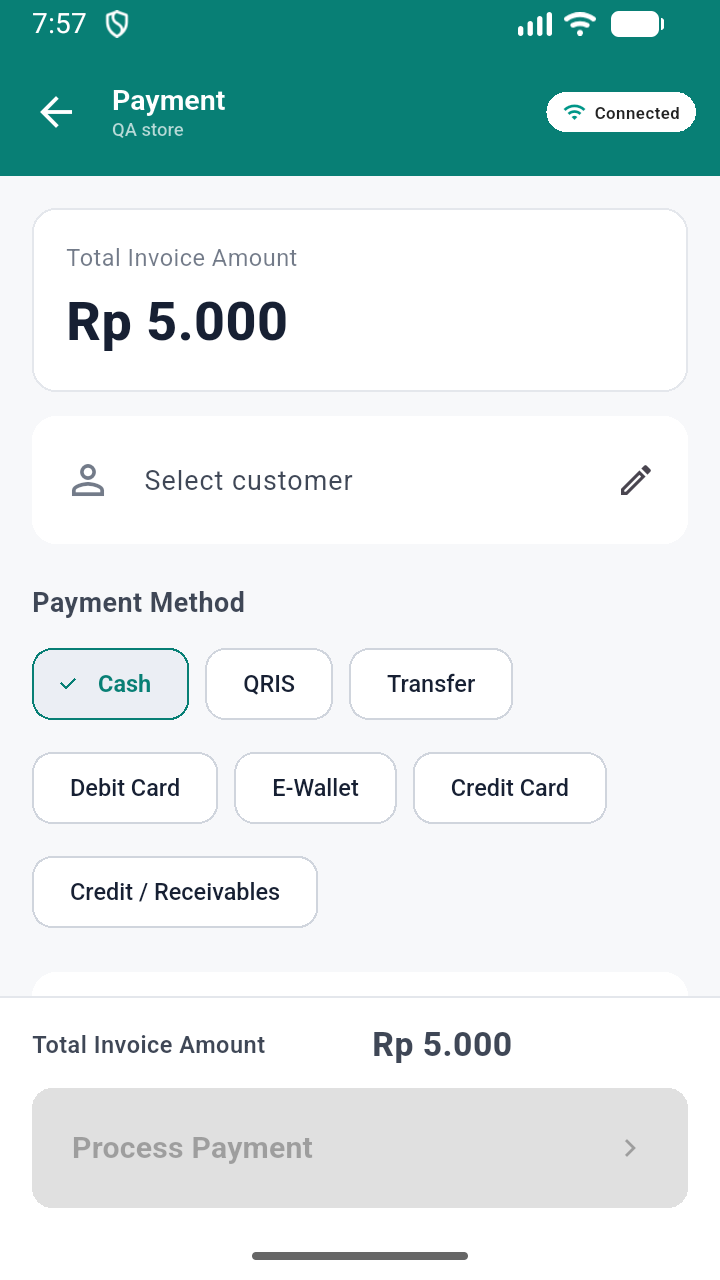 7:57
Payment
QA store
Connected
Total Invoice Amount
Rp 5.000
Select customer
Payment Method
Cash
QRIS
Transfer
Debit Card
E-Wallet
Credit Card
Credit / Receivables
Total Invoice Amount
Rp 5.000
Process Payment